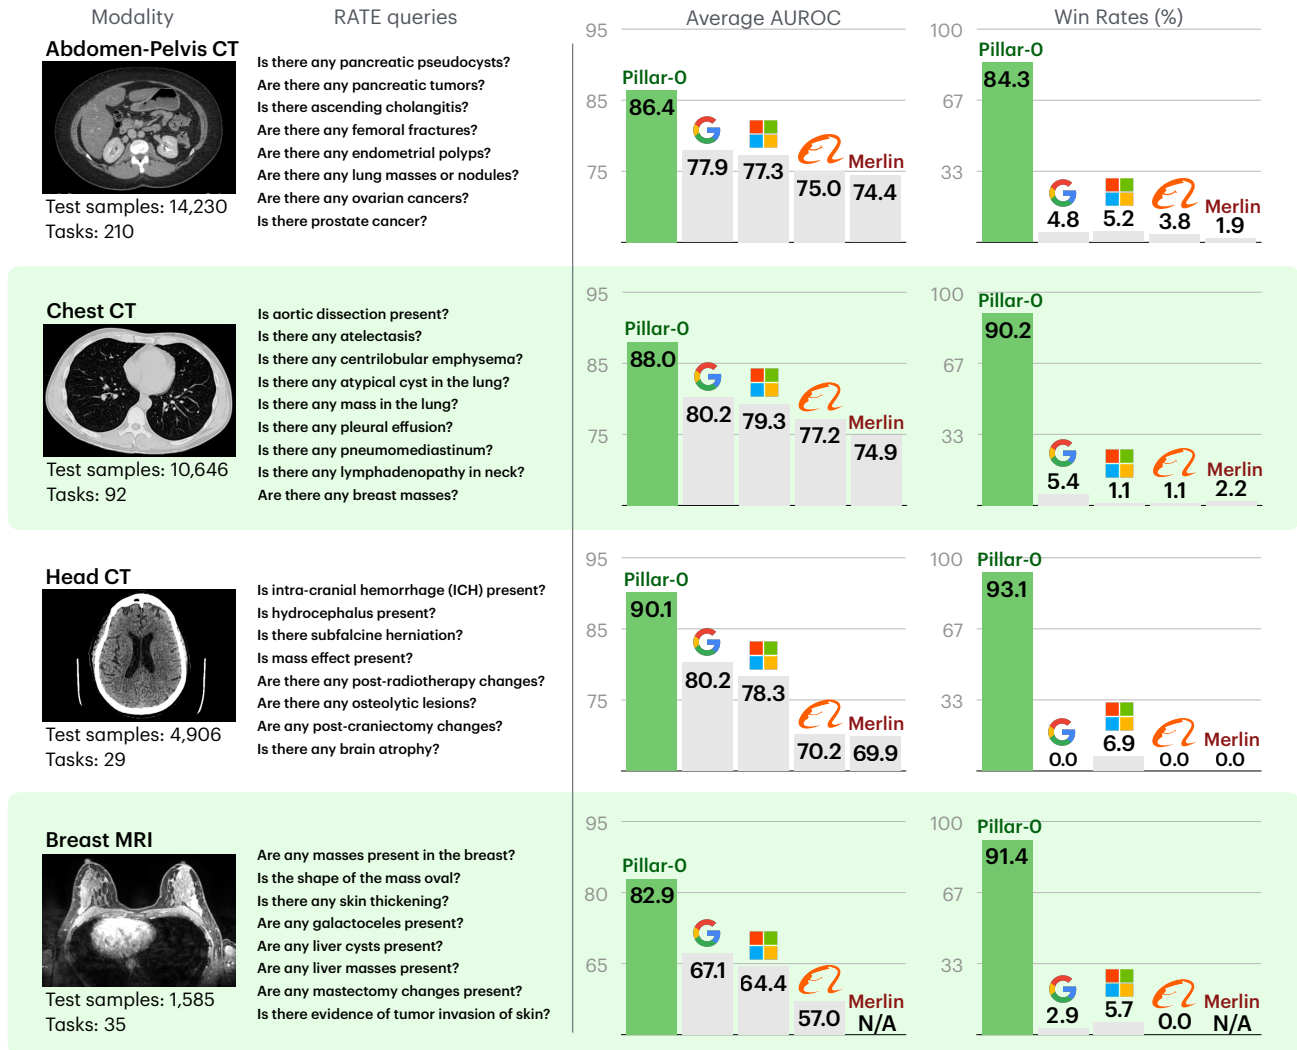 Modality
RATE queries
Average AUROC
Win Rates (%)
Abdomen-Pelvis CT
Test samples: 14,230
Tasks: 210
Is there any pancreatic pseudocysts?
Are there any pancreatic tumors?
Is there ascending cholangitis?
Are there any femoral fractures?
Are there any endometrial polyps?
Are there any lung masses or nodules?
Are there any ovarian cancers?
Is there prostate cancer?
95
85
75
Pillar-0
86.4
77.9
77.3
75.0
Merlin
74.4
100
67
33
Pillar-0
84.3
4.8
5.2
3.8
Merlin
1.9
Chest CT
Test samples: 10,646
Tasks: 92
Is aortic dissection present?
Is there any atelectasis?
Is there any centrilobular emphysema?
Is there any atypical cyst in the lung?
Is there any mass in the lung?
Is there any pleural effusion?
Is there any pneumomediastinum?
Is there any lymphadenopathy in neck?
Are there any breast masses?
95
85
75
Pillar-0
88.0
80.2
79.3
77.2
Merlin
74.9
100
67
33
Pillar-0
90.2
5.4
1.1
1.1
Merlin
2.2
Head CT
Test samples: 4,906
Tasks: 29
Is intra-cranial hemorrhage (ICH) present?
Is hydrocephalus present?
Is there subfalcine herniation?
Is mass effect present?
Are there any post-radiotherapy changes?
Are there any osteolytic lesions?
Are any post-craniectomy changes?
Is there any brain atrophy?
95
85
75
Pillar-0
90.1
80.2
78.3
70.2
Merlin
69.9
100
67
33
Pillar-0
93.1
0.0
6.9
0.0
Merlin
0.0
Breast MRI
Test samples: 1,585
Tasks: 35
Are any masses present in the breast?
Is the shape of the mass oval?
Is there any skin thickening?
Are any galactoceles present?
Are any liver cysts present?
Are any liver masses present?
Are any mastectomy changes present?
Is there evidence of tumor invasion of skin?
95
80
65
Pillar-0
82.9
67.1
64.4
57.0
Merlin
N/A
100
67
33
Pillar-0
91.4
2.9
5.7
0.0
Merlin
N/A